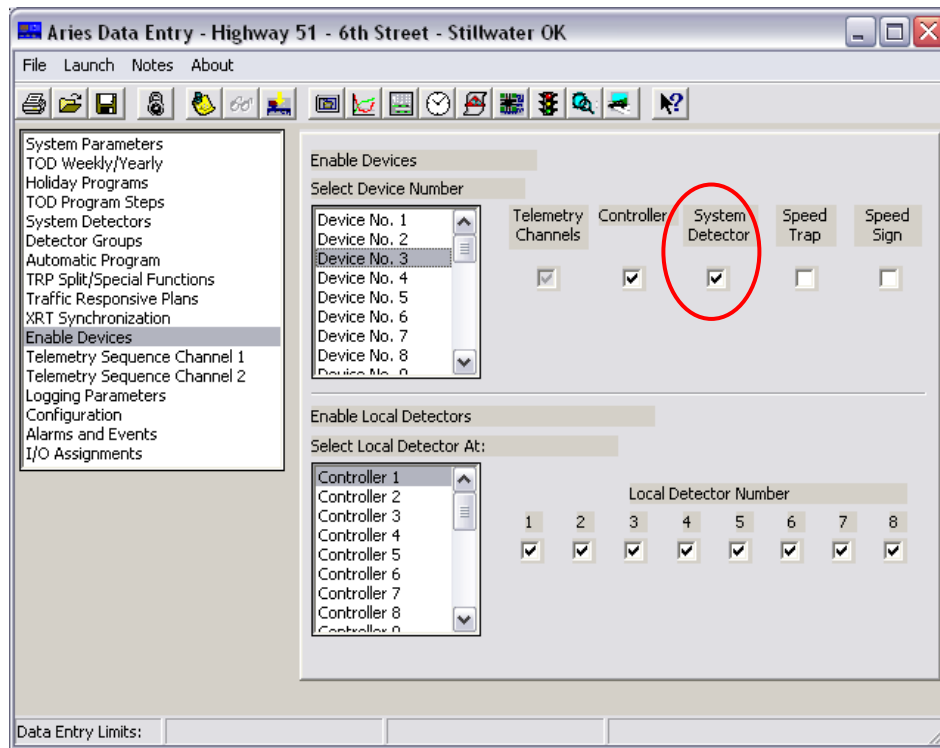 Aries Data Entry - Highway 51 - 6th Street - Stillwater OK
File Launch Notes About
System Parameters
TOD Weekly/Yearly
Holiday Programs
TOD Program Steps
System Detectors
Detector Groups
Automatic Program
TRP Split/Special Functions
Traffic Responsive Plans
XRT Synchronization
Enable Devices
Telemetry Sequence Channel 1
Telemetry Sequence Channel 2
Logging Parameters
Configuration
Alarms and Events
I/O Assignments
Enable Devices
Select Device Number
Device No. 1
Device No. 2
Device No. 3
Device No. 4
Device No. 5
Device No. 6
Device No. 7
Device No. 8
Device No. 9
Telemetry Channels
Controller
System Detector
Speed Trap
Speed Sign
Enable Local Detectors
Select Local Detector At:
Controller 1
Controller 2
Controller 3
Controller 4
Controller 5
Controller 6
Controller 7
Controller 8
Controller 9
Local Detector Number
1 2 3 4 5 6 7 8
Data Entry Limits: